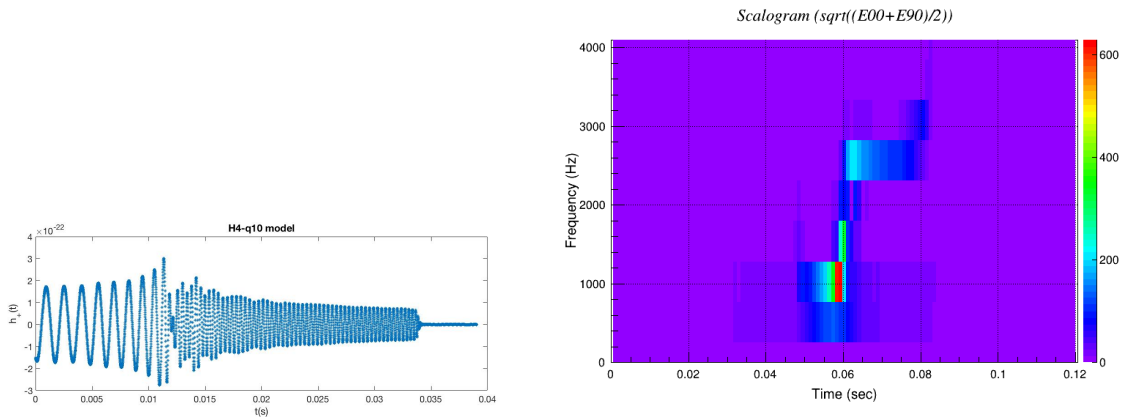 Scalogram (sqrt((E00+E90)/2))
H4-q10 model
×10⁻²²
h₊(t)
4
3
2
1
0
-1
-2
-3
0 0.005 0.01 0.015 0.02 0.025 0.03 0.035 0.04
t(s)
Frequency (Hz)
4000
3000
2000
1000
0
0 0.02 0.04 0.06 0.08 0.1 0.12
Time (sec)
600
400
200
0